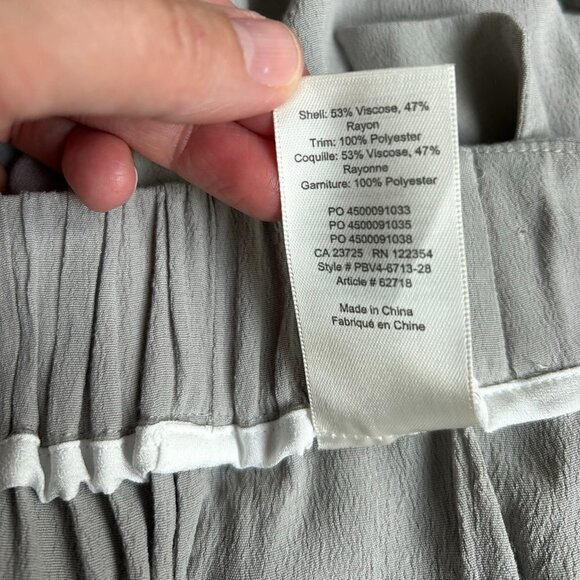 Shell: 53% Viscose, 47%
Rayon
Trim: 100% Polyester
Coquille: 53% Viscose, 47%
Rayonne
Garniture: 100% Polyester
PO 4500091033
PO 4500091035
PO 4500091038
CA 23725 RN 122354
Style # PBV4-6713-28
Article # 62718
Made in China
Fabriqué en Chine